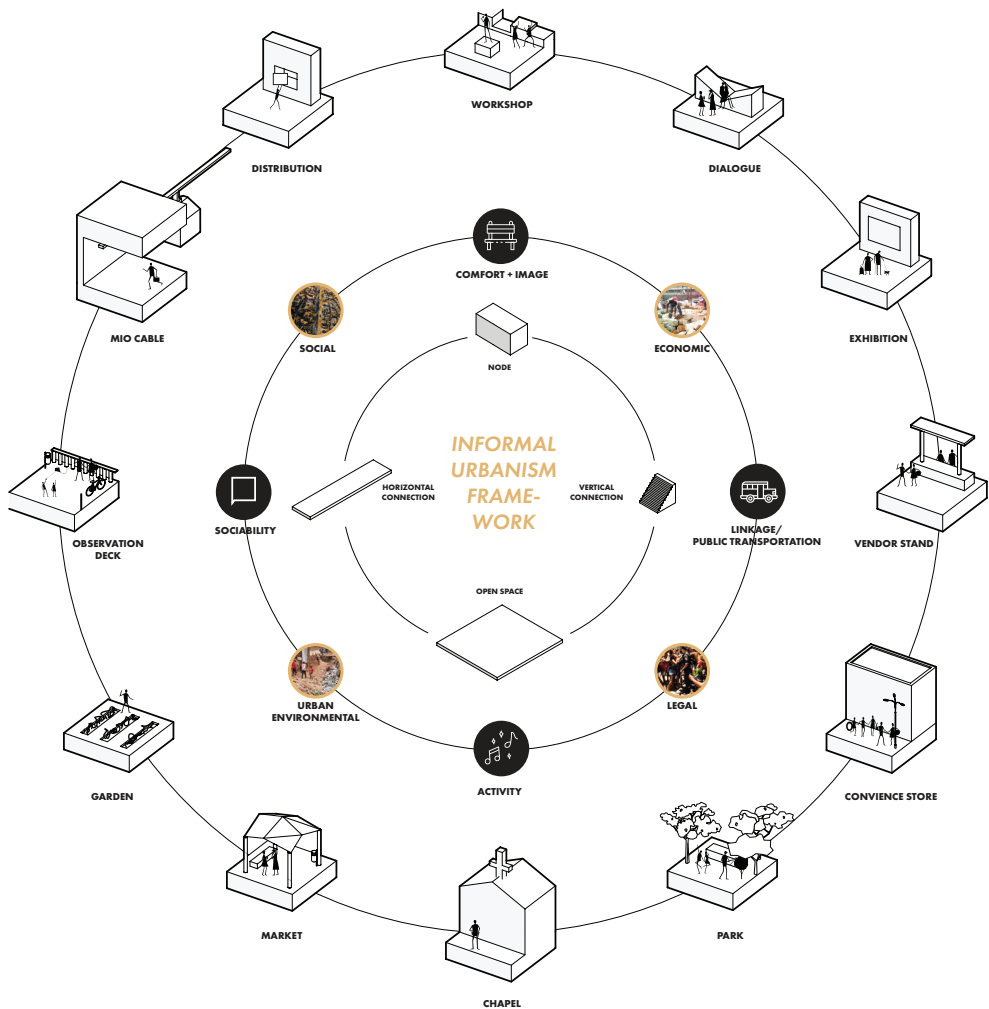 WORKSHOP
DISTRIBUTION
DIALOGUE
COMFORT + IMAGE
MIO CABLE
SOCIAL
ECONOMIC
EXHIBITION
NODE
INFORMAL
URBANISM
FRAME-
WORK
HORIZONTAL
CONNECTION
VERTICAL
CONNECTION
OBSERVATION
DECK
SOCIABILITY
LINKAGE/
PUBLIC TRANSPORTATION
VENDOR STAND
OPEN SPACE
URBAN
ENVIRONMENTAL
LEGAL
GARDEN
ACTIVITY
CONVIENCE STORE
MARKET
PARK
CHAPEL